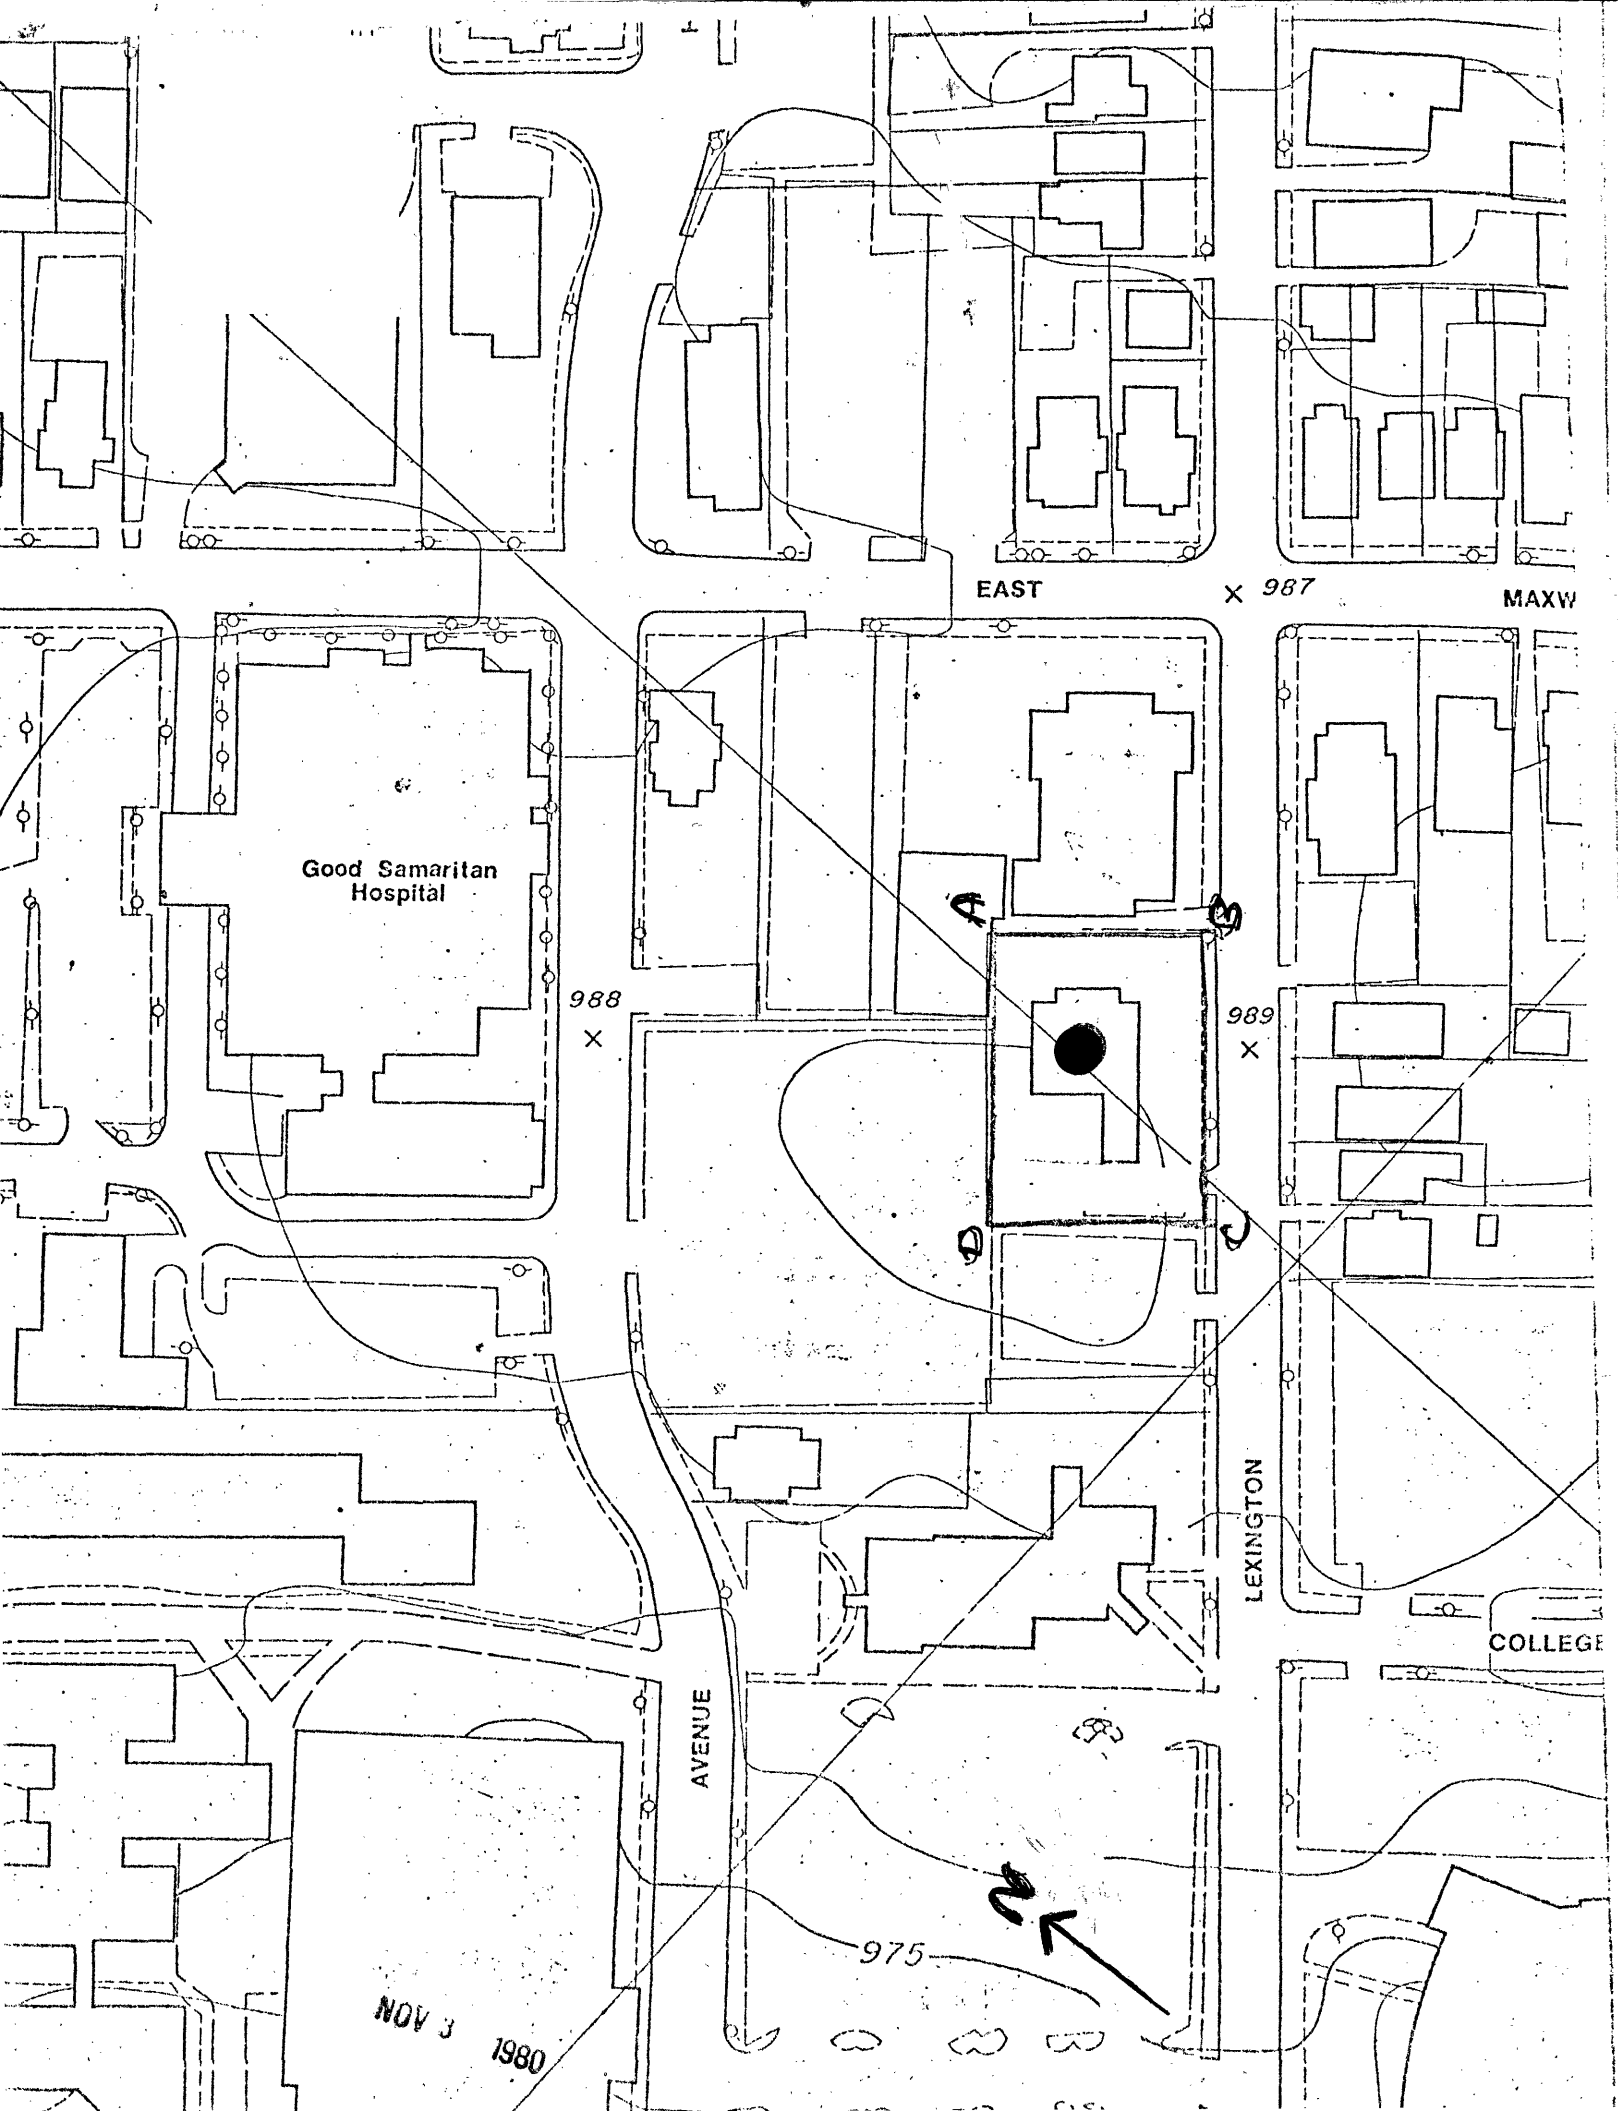 EAST
987
MAXW
Good Samaritan
Hospital
A
B
988
989
D
C
LEXINGTON
COLLEGE
AVENUE
N
975
NOV 3 1980